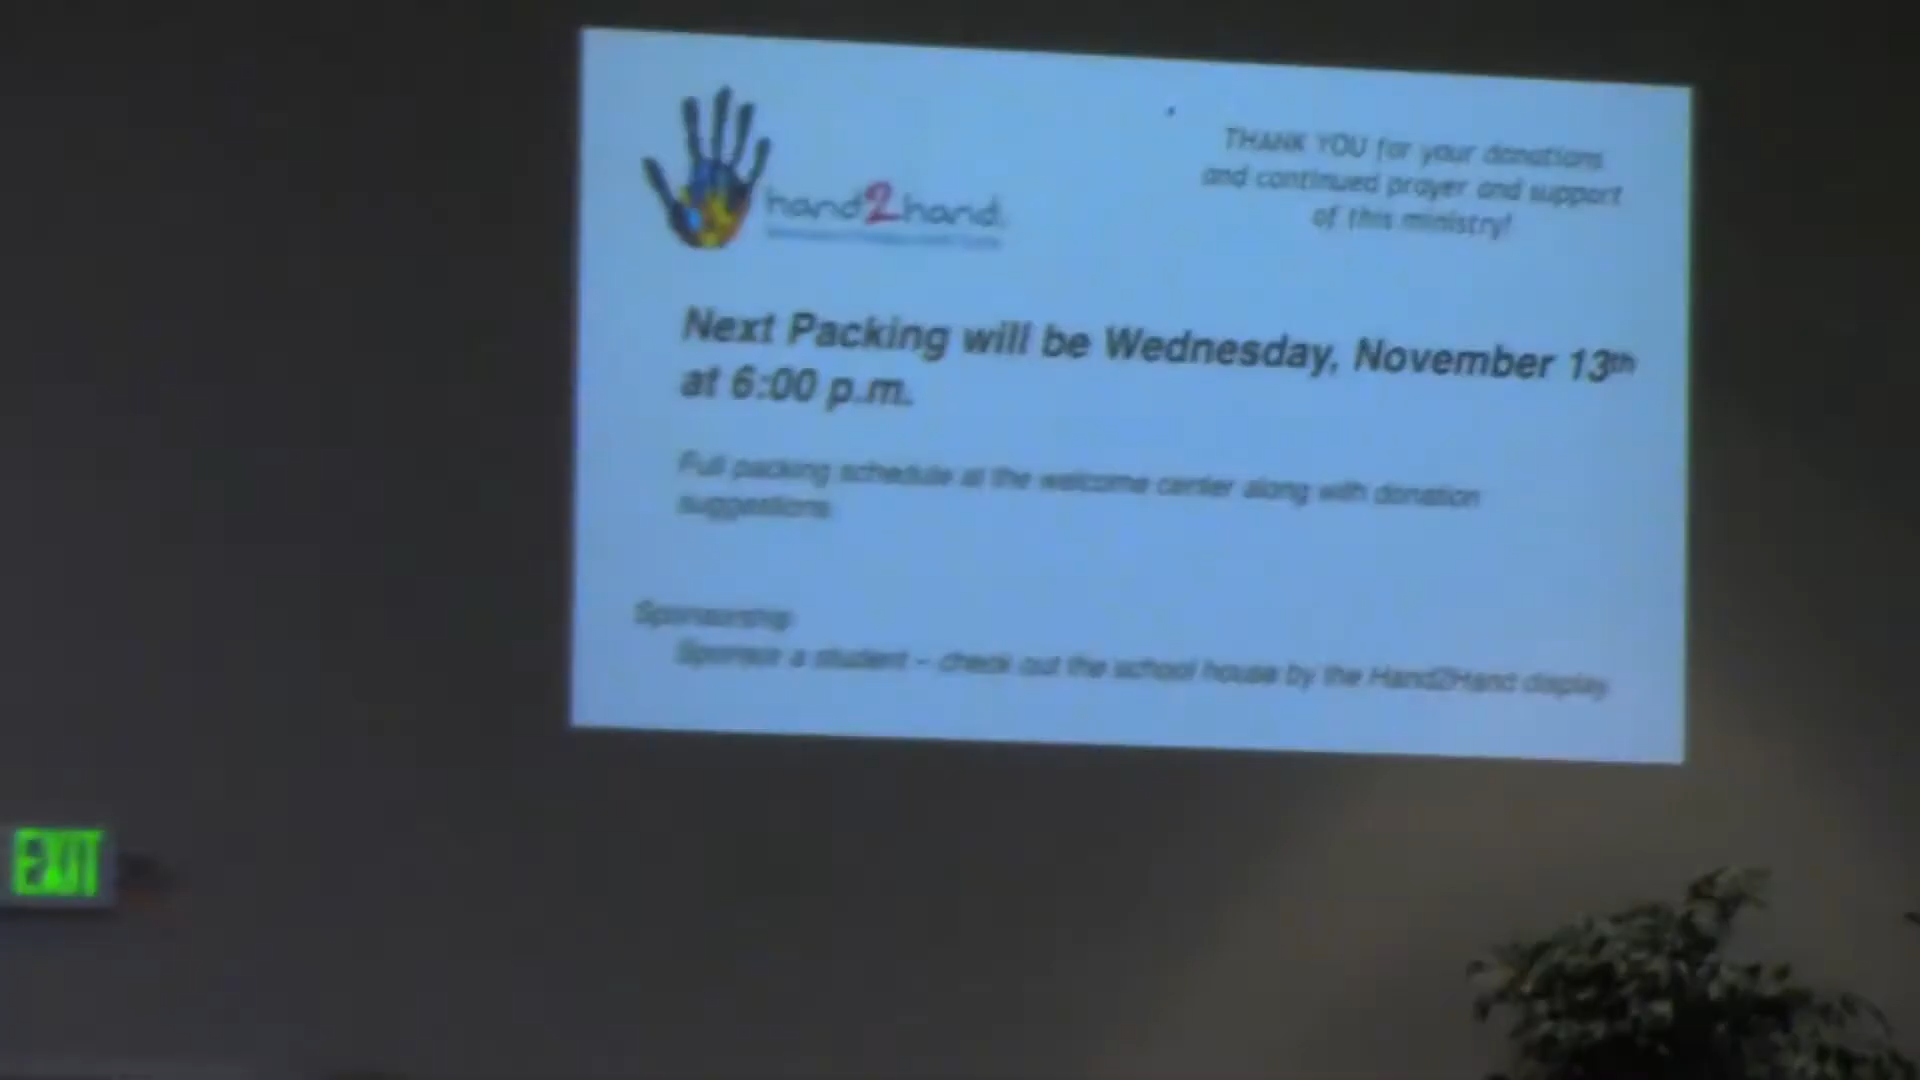 hand2hand
THANK YOU for your donations
and continued prayer and support
of this ministry!
Next Packing will be Wednesday, November 13th
at 6:00 p.m.
Full packing schedule at the welcome center along with donation
suggestions.
Sponsorship
Sponsor a student – check out the school house by the Hand2Hand display.
EXIT